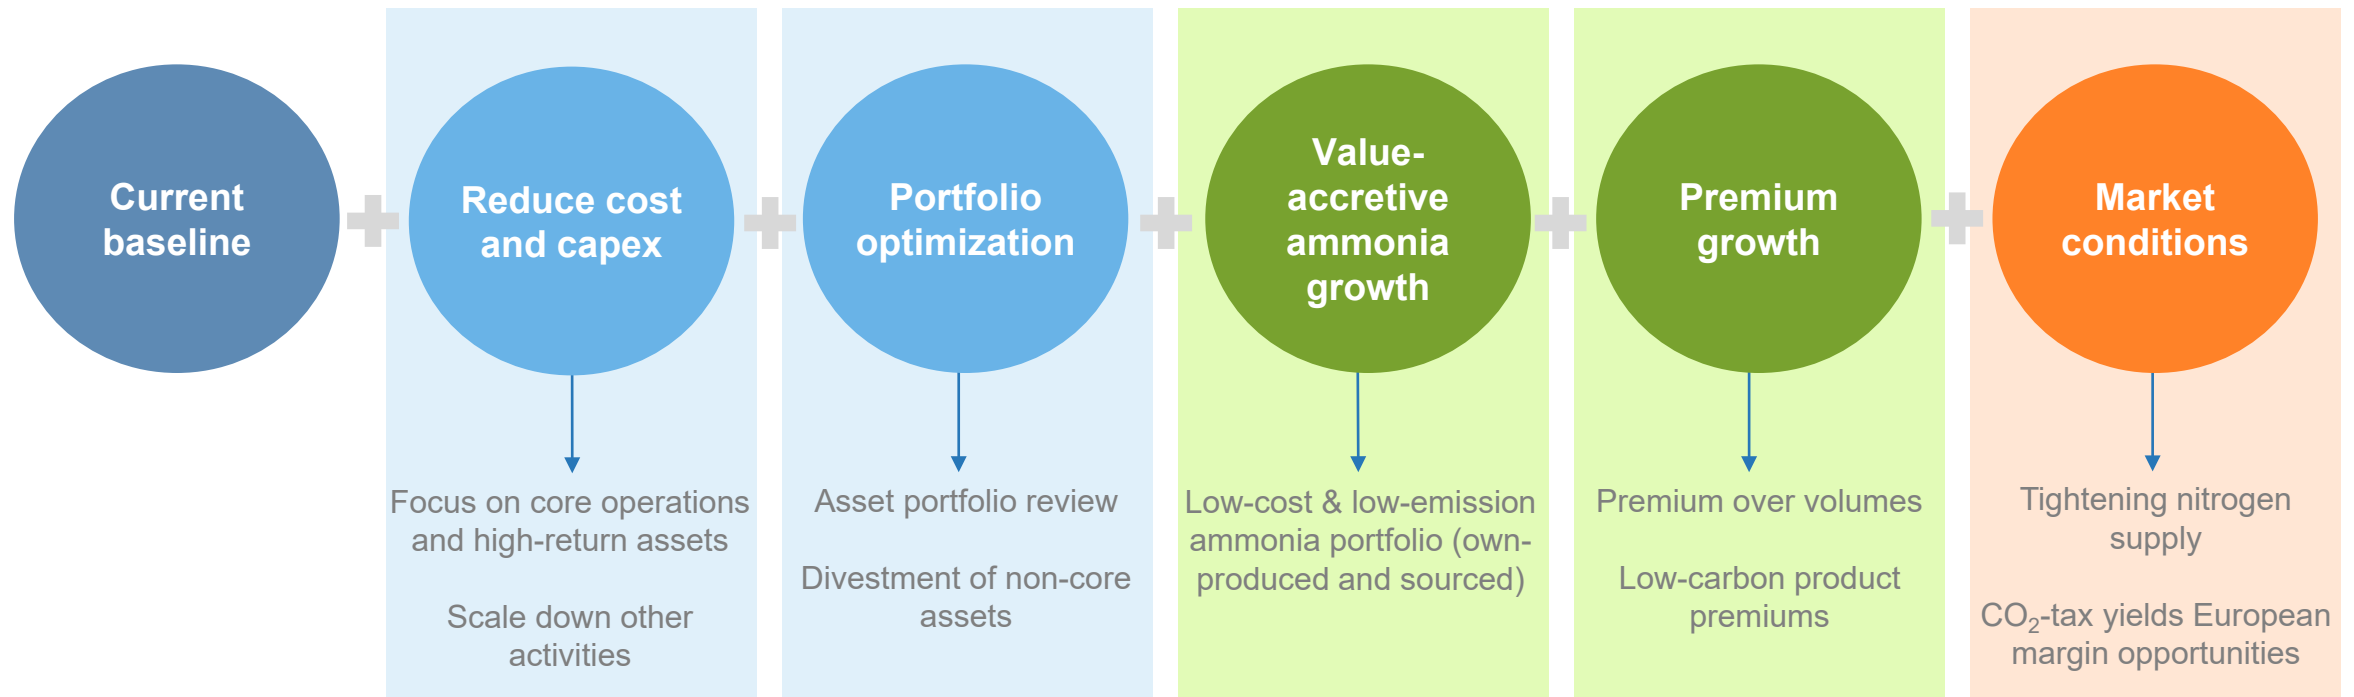 Current
baseline
Reduce cost
and capex
Portfolio
optimization
Value-
accretive
ammonia
growth
Premium
growth
Market
conditions
Focus on core operations
and high-return assets
Scale down other
activities
Asset portfolio review
Divestment of non-core
assets
Low-cost & low-emission
ammonia portfolio (own-
produced and sourced)
Premium over volumes
Low-carbon product
premiums
Tightening nitrogen
supply
CO₂-tax yields European
margin opportunities